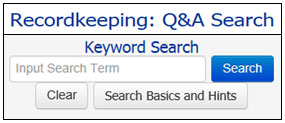 Recordkeeping: Q&A Search
Keyword Search
Input Search Term Search
Clear Search Basics and Hints